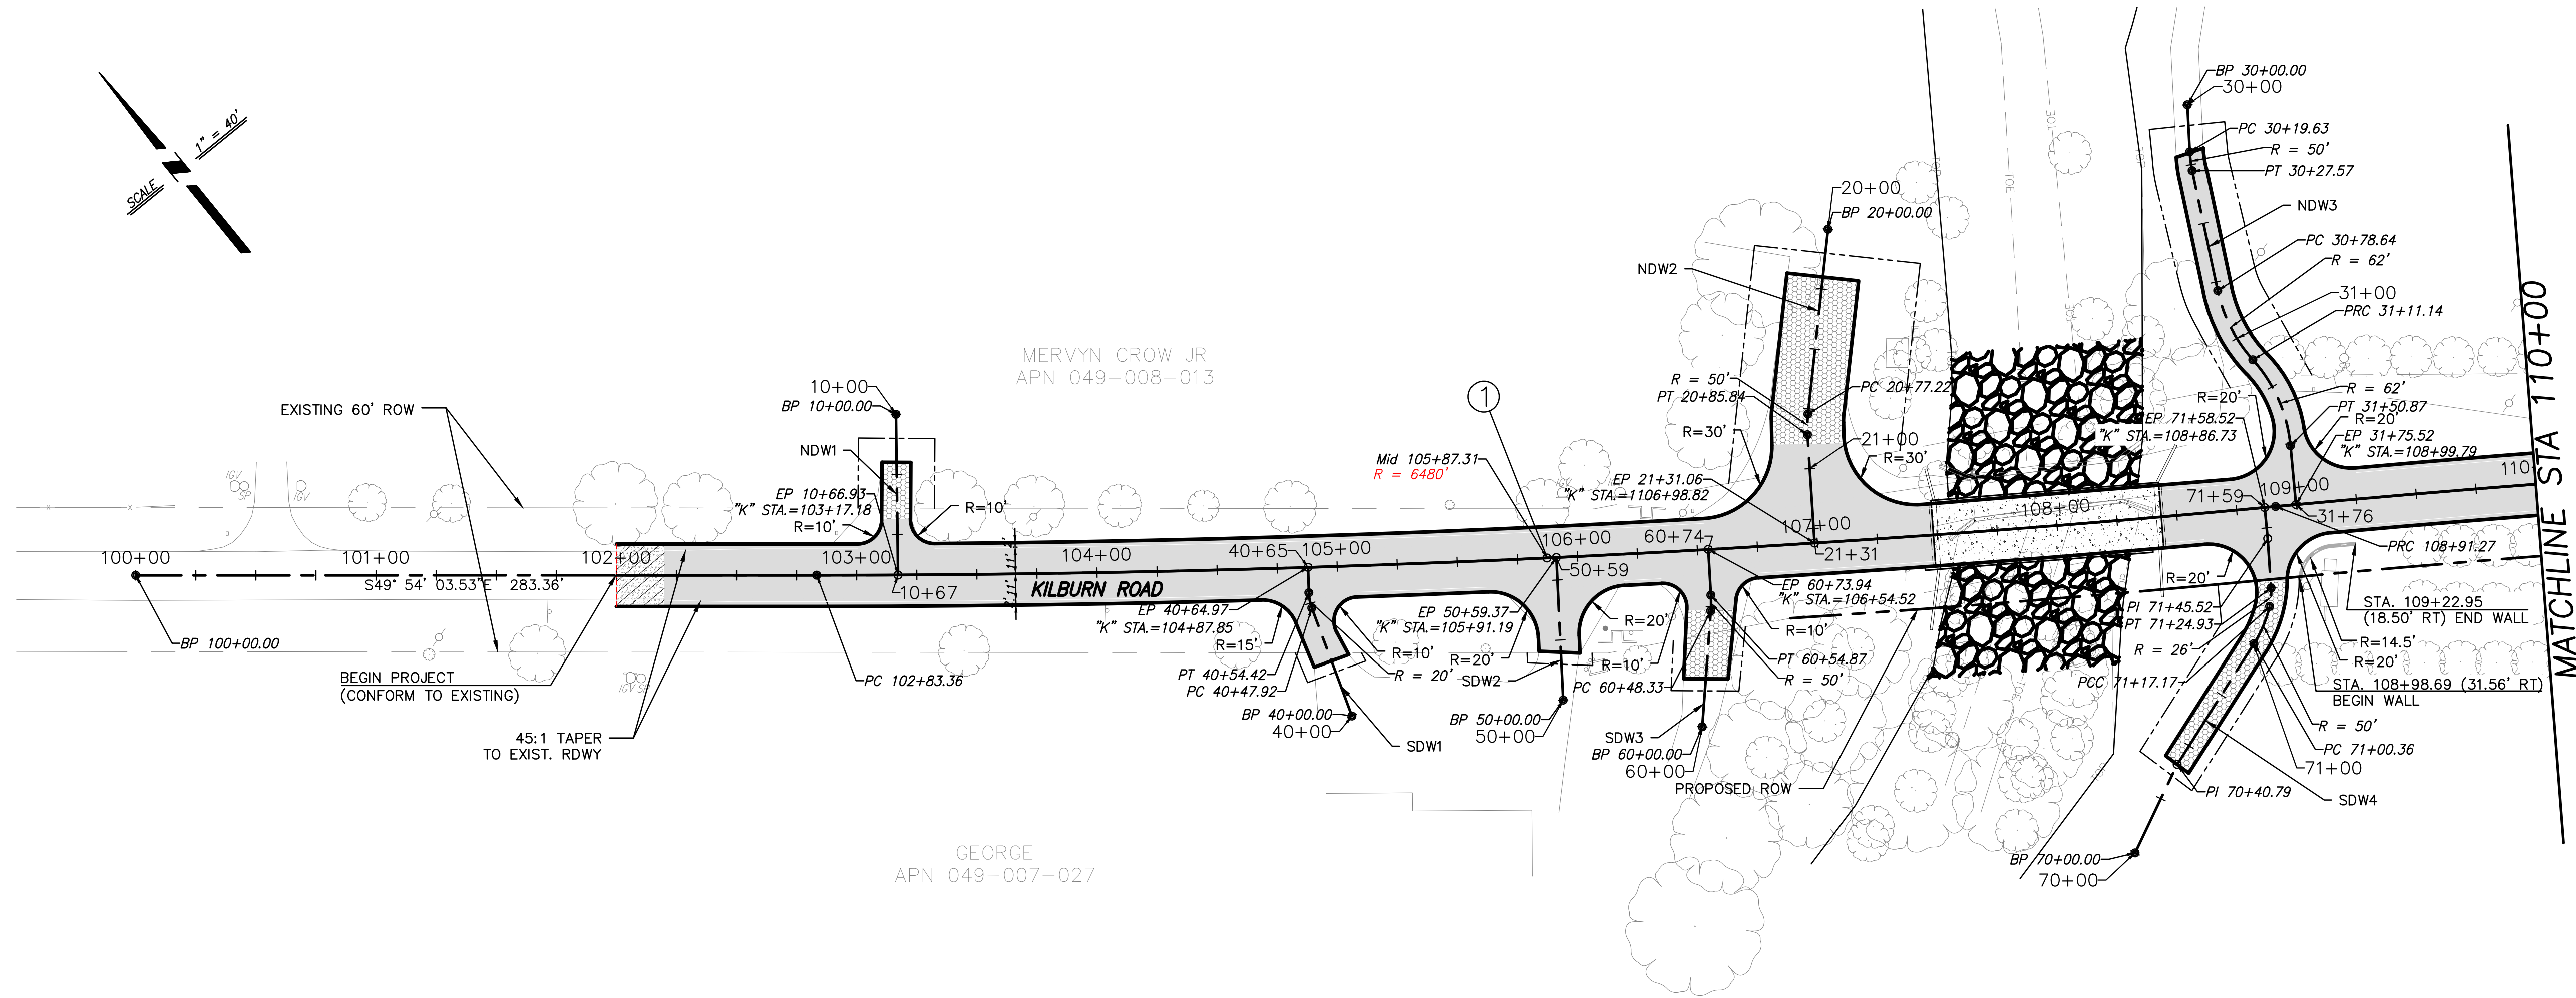 SCALE
1" = 40'
EXISTING 60' ROW
MERVYN CROW JR
APN 049-008-013
GEORGE
APN 049-007-027
IGV
SP
IGV
100+00
101+00
102+00
103+00
104+00
105+00
106+00
107+00
108+00
109+00
110
S49° 54' 03.53"E 283.36'
BP 100+00.00
BEGIN PROJECT
(CONFORM TO EXISTING)
45:1 TAPER
TO EXIST. RDWY
IGV SP
10+00
BP 10+00.00
NDW1
EP 10+66.93
"K" STA.=103+17.18
R=10'
R=10'
10+67
PC 102+83.36
11'
11'
2'
KILBURN ROAD
40+65
EP 40+64.97
"K" STA.=104+87.85
R=15'
R=10'
PT 40+54.42
PC 40+47.92
R = 20'
BP 40+00.00
40+00
SDW1
1
Mid 105+87.31
R = 6480'
50+59
EP 50+59.37
"K" STA.=105+91.19
R=20'
R=20'
SDW2
BP 50+00.00
50+00
60+74
EP 60+73.94
"K" STA.=106+54.52
R=10'
R=10'
PT 60+54.87
R = 50'
PC 60+48.33
SDW3
BP 60+00.00
60+00
PROPOSED ROW
20+00
BP 20+00.00
NDW2
R = 50'
PT 20+85.84
PC 20+77.22
R=30'
21+00
R=30'
EP 21+31.06
"K" STA.=1106+98.82
21+31
TOE
TOE
TOE
TOP
TOP
BP 30+00.00
30+00
PC 30+19.63
R = 50'
PT 30+27.57
NDW3
PC 30+78.64
R = 62'
31+00
PRC 31+11.14
R = 62'
PT 31+50.87
R=20'
EP 31+75.52
"K" STA.=108+99.79
R=20'
EP 71+58.52
"K" STA.=108+86.73
71+59
31+76
PRC 108+91.27
R=20'
PI 71+45.52
PT 71+24.93
R = 26'
PCC 71+17.17
STA. 109+22.95
(18.50' RT) END WALL
R=14.5'
R=20'
STA. 108+98.69 (31.56' RT)
BEGIN WALL
R = 50'
PC 71+00.36
71+00
PI 70+40.79
SDW4
BP 70+00.00
70+00
MATCHLINE STA 110+00